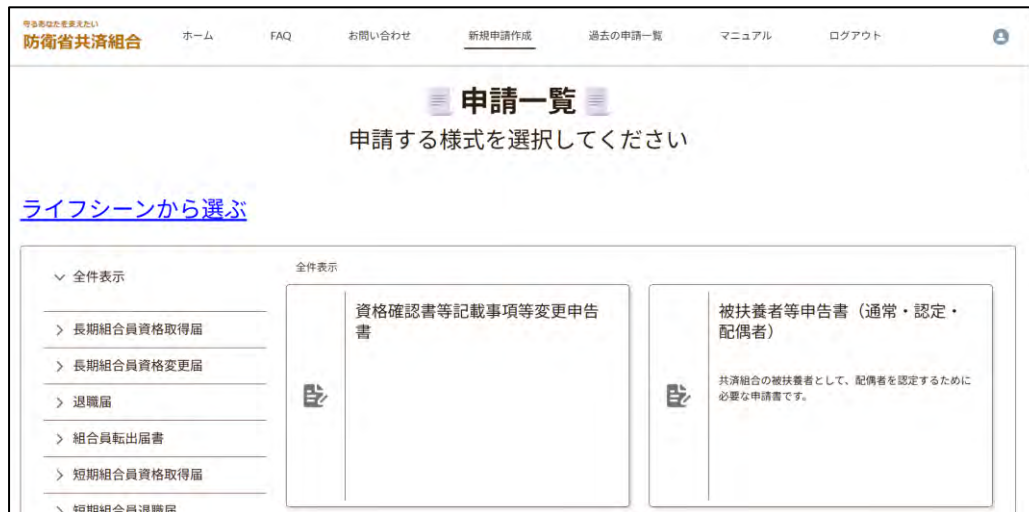 守るあなたを支えたい
防衛省共済組合
ホーム
FAQ
お問い合わせ
新規申請作成
過去の申請一覧
マニュアル
ログアウト
申請一覧
申請する様式を選択してください
ライフシーンから選ぶ
全件表示
長期組合員資格取得届
長期組合員資格変更届
退職届
組合員転出届書
短期組合員資格取得届
短期組合員退職届
全件表示
資格確認書等記載事項等変更申告
書
被扶養者等申告書（通常・認定・
配偶者）
共済組合の被扶養者として、配偶者を認定するために
必要な申請書です。